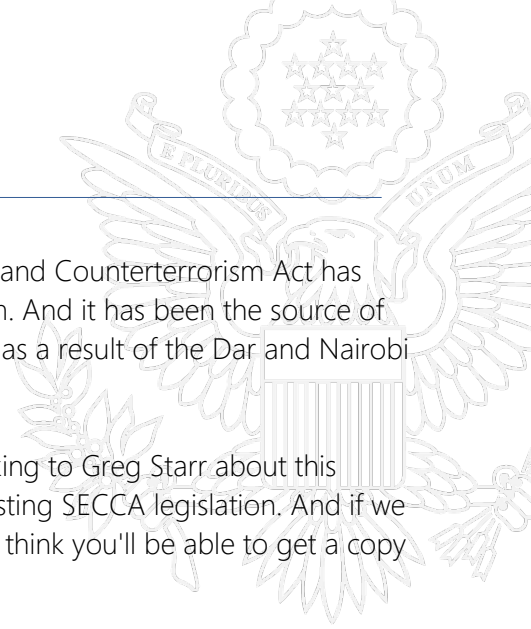 E PLURIBUS
UNUM
and Counterterrorism Act has
n. And it has been the source of
as a result of the Dar and Nairobi
king to Greg Starr about this
sting SECCA legislation. And if we
think you'll be able to get a copy